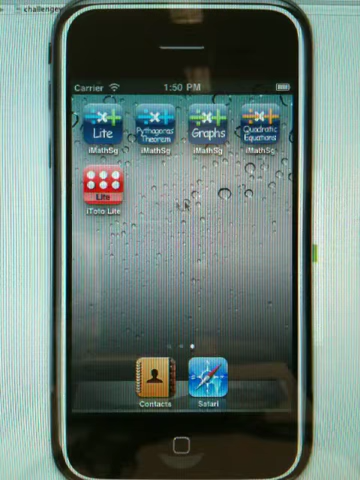 challenge
Carrier 1:50 PM
Lite
Pythagoras Theorem
Graphs
Quadratic Equations
iMathSg iMathSg iMathSg iMathSg
Lite
iToto Lite
Contacts Safari